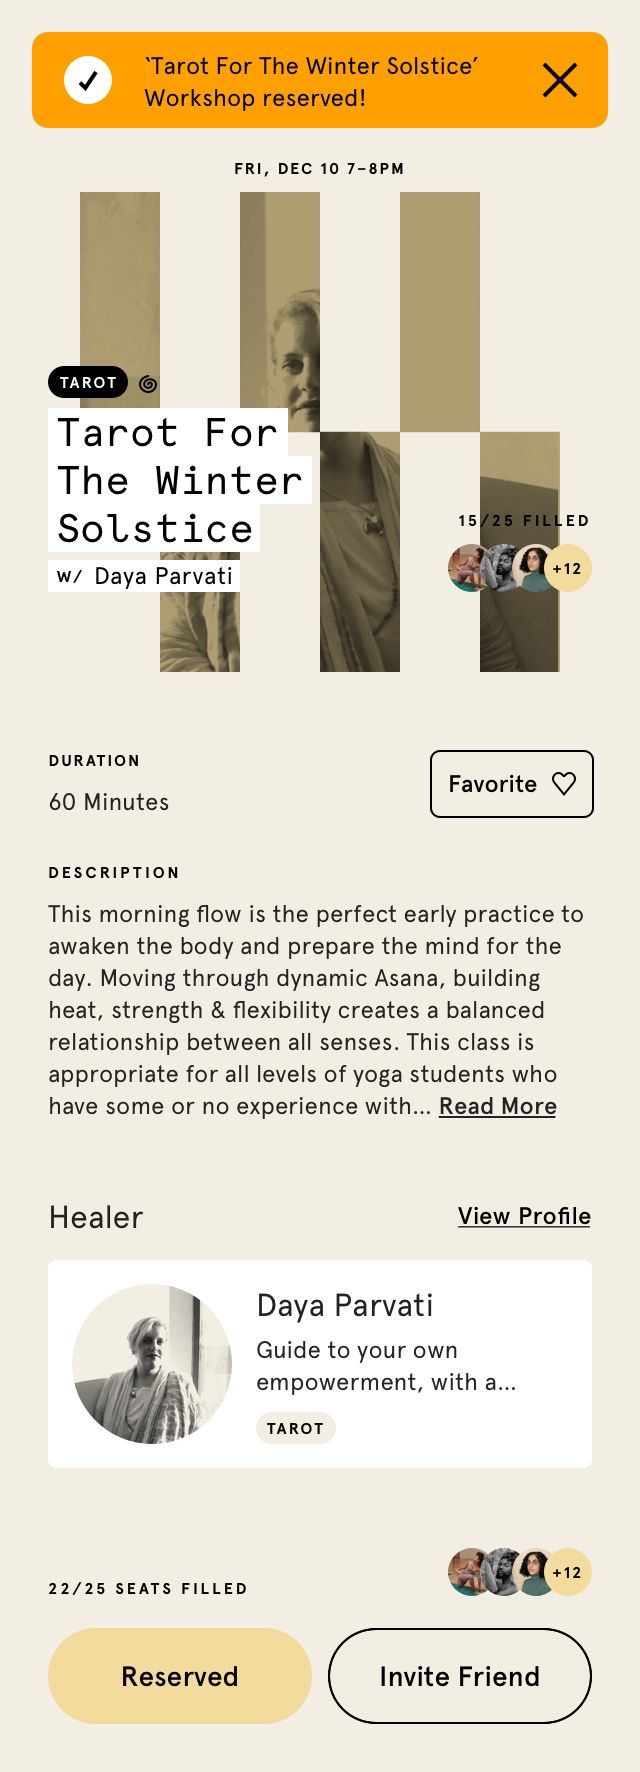 ‘Tarot For The Winter Solstice’
Workshop reserved!
FRI, DEC 10 7–8PM
TAROT
Tarot For
The Winter
Solstice
w/ Daya Parvati
15/25 FILLED
+12
DURATION
60 Minutes
Favorite
DESCRIPTION
This morning flow is the perfect early practice to
awaken the body and prepare the mind for the
day. Moving through dynamic Asana, building
heat, strength & flexibility creates a balanced
relationship between all senses. This class is
appropriate for all levels of yoga students who
have some or no experience with... Read More
Healer
View Profile
Daya Parvati
Guide to your own
empowerment, with a...
TAROT
+12
22/25 SEATS FILLED
Reserved
Invite Friend